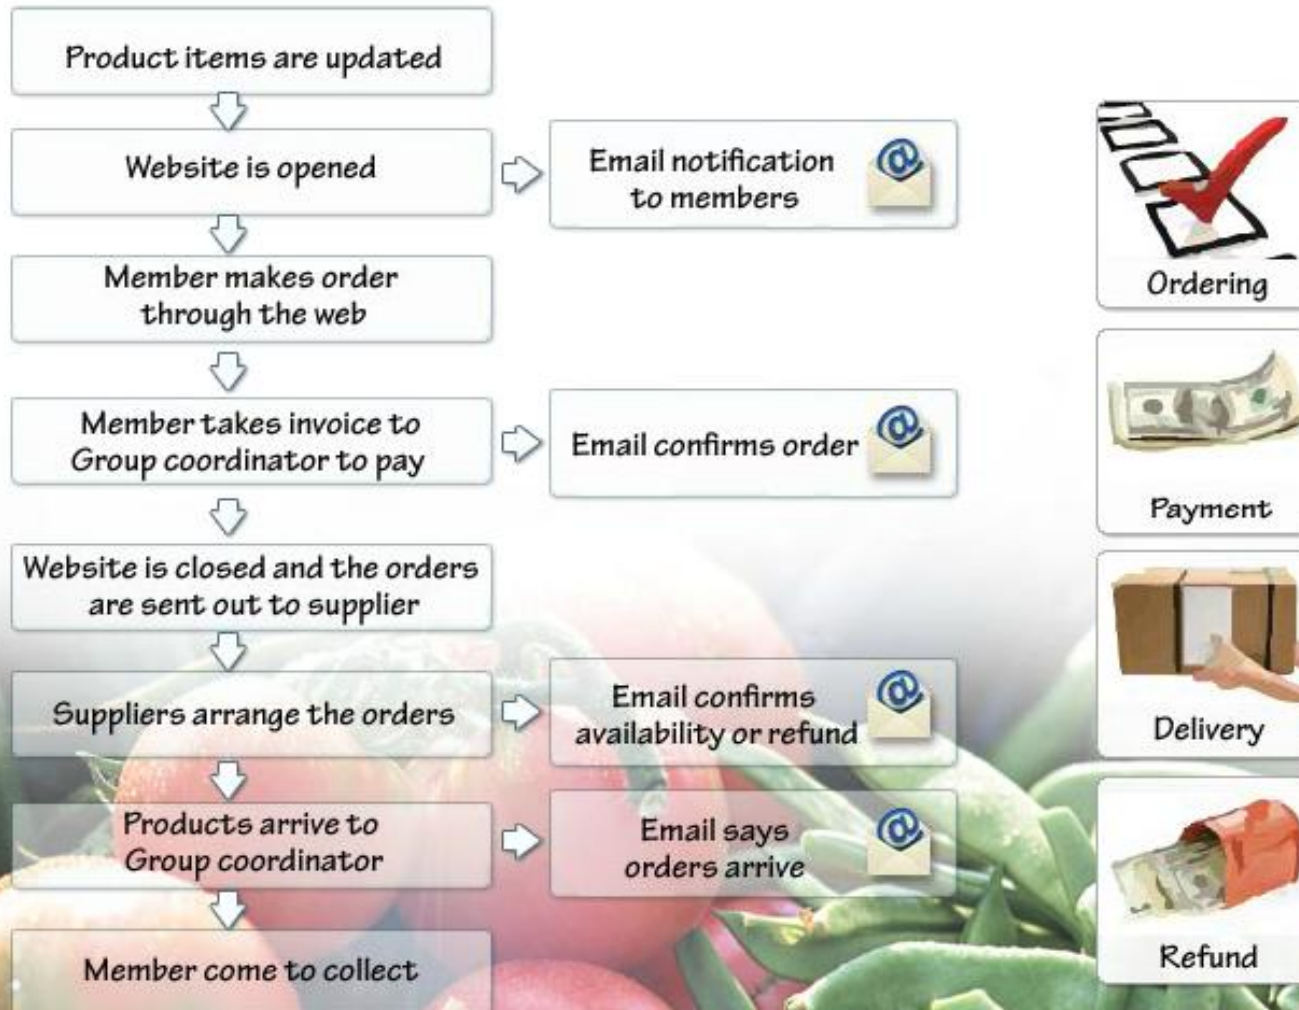 Product items are updated
Website is opened
Email notification
to members
Member makes order
through the web
Member takes invoice to
Group coordinator to pay
Email confirms order
Website is closed and the orders
are sent out to supplier
Suppliers arrange the orders
Email confirms
availability or refund
Products arrive to
Group coordinator
Email says
orders arrive
Member come to collect
Ordering
Payment
Delivery
Refund